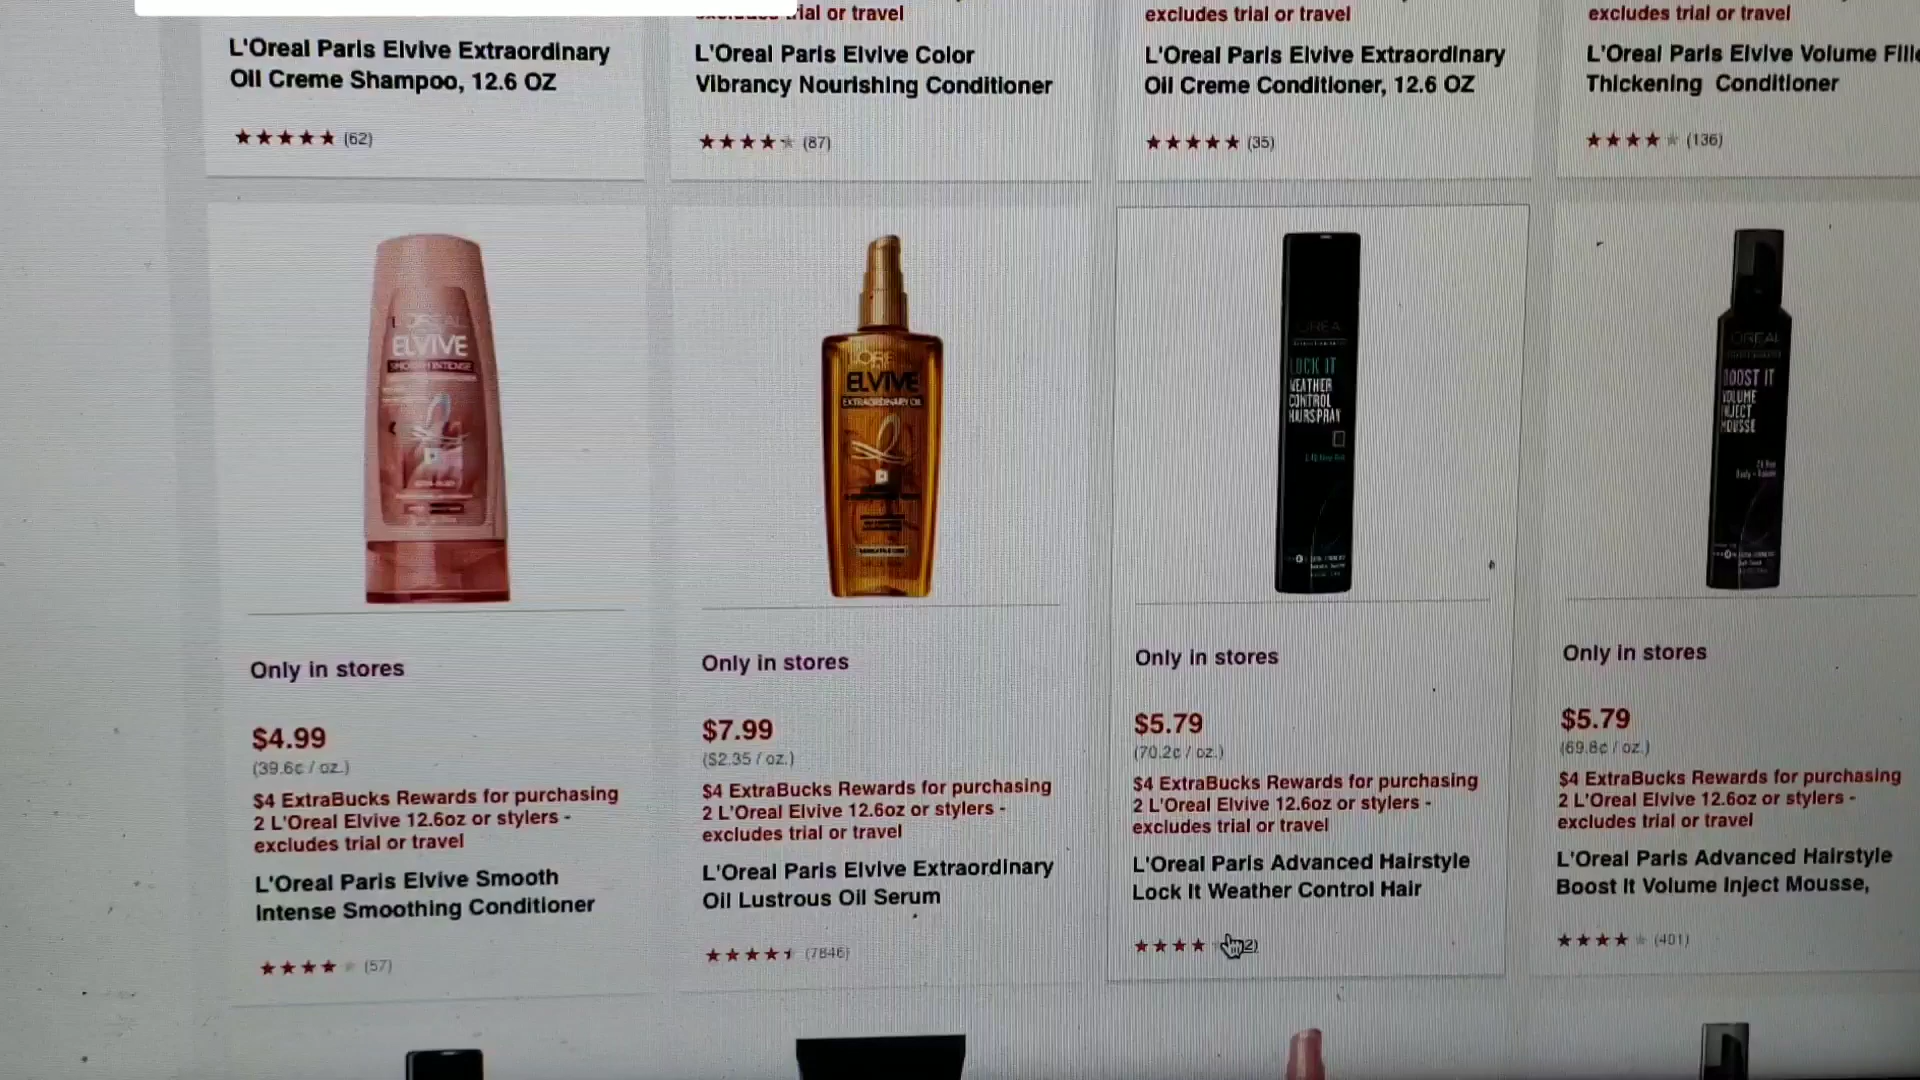 rial or travel
excludes trial or travel
excludes trial or travel
L'Oreal Paris Elvive Extraordinary
Oil Creme Shampoo, 12.6 OZ
L'Oreal Paris Elvive Color
Vibrancy Nourishing Conditioner
L'Oreal Paris Elvive Extraordinary
Oil Creme Conditioner, 12.6 OZ
L'Oreal Paris Elvive Volume Fille
Thickening Conditioner
(62)
(87)
(35)
(136)
L'OREAL
ELVIVE
SMOOTH INTENSE
LORE
ELVIVE
EXTRAORDINARY OIL
OREA
LOCK IT
WEATHER
CONTROL
HAIRSPRAY
OREAL
BOOST IT
VOLUME
INJECT
MOUSSE
Only in stores
$4.99
(39.6¢ / oz.)
$4 ExtraBucks Rewards for purchasing
2 L'Oreal Elvive 12.6oz or stylers -
excludes trial or travel
L'Oreal Paris Elvive Smooth
Intense Smoothing Conditioner
(57)
Only in stores
$7.99
($2.35 / oz.)
$4 ExtraBucks Rewards for purchasing
2 L'Oreal Elvive 12.6oz or stylers -
excludes trial or travel
L'Oreal Paris Elvive Extraordinary
Oil Lustrous Oil Serum
(7846)
Only in stores
$5.79
(70.2¢ / oz.)
$4 ExtraBucks Rewards for purchasing
2 L'Oreal Elvive 12.6oz or stylers -
excludes trial or travel
L'Oreal Paris Advanced Hairstyle
Lock It Weather Control Hair
2)
Only in stores
$5.79
(69.8¢ / oz.)
$4 ExtraBucks Rewards for purchasing
2 L'Oreal Elvive 12.6oz or stylers -
excludes trial or travel
L'Oreal Paris Advanced Hairstyle
Boost It Volume Inject Mousse,
(401)